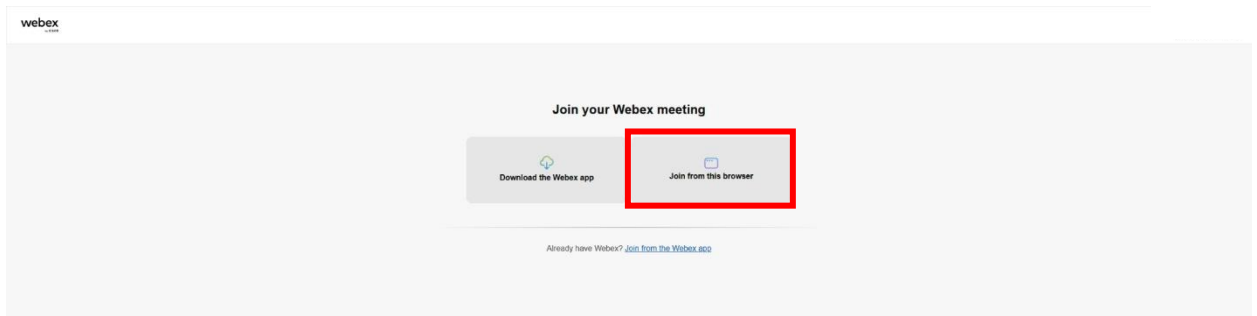 webex
Join your Webex meeting
Download the Webex app
Join from this browser
Already have Webex? Join from the Webex app